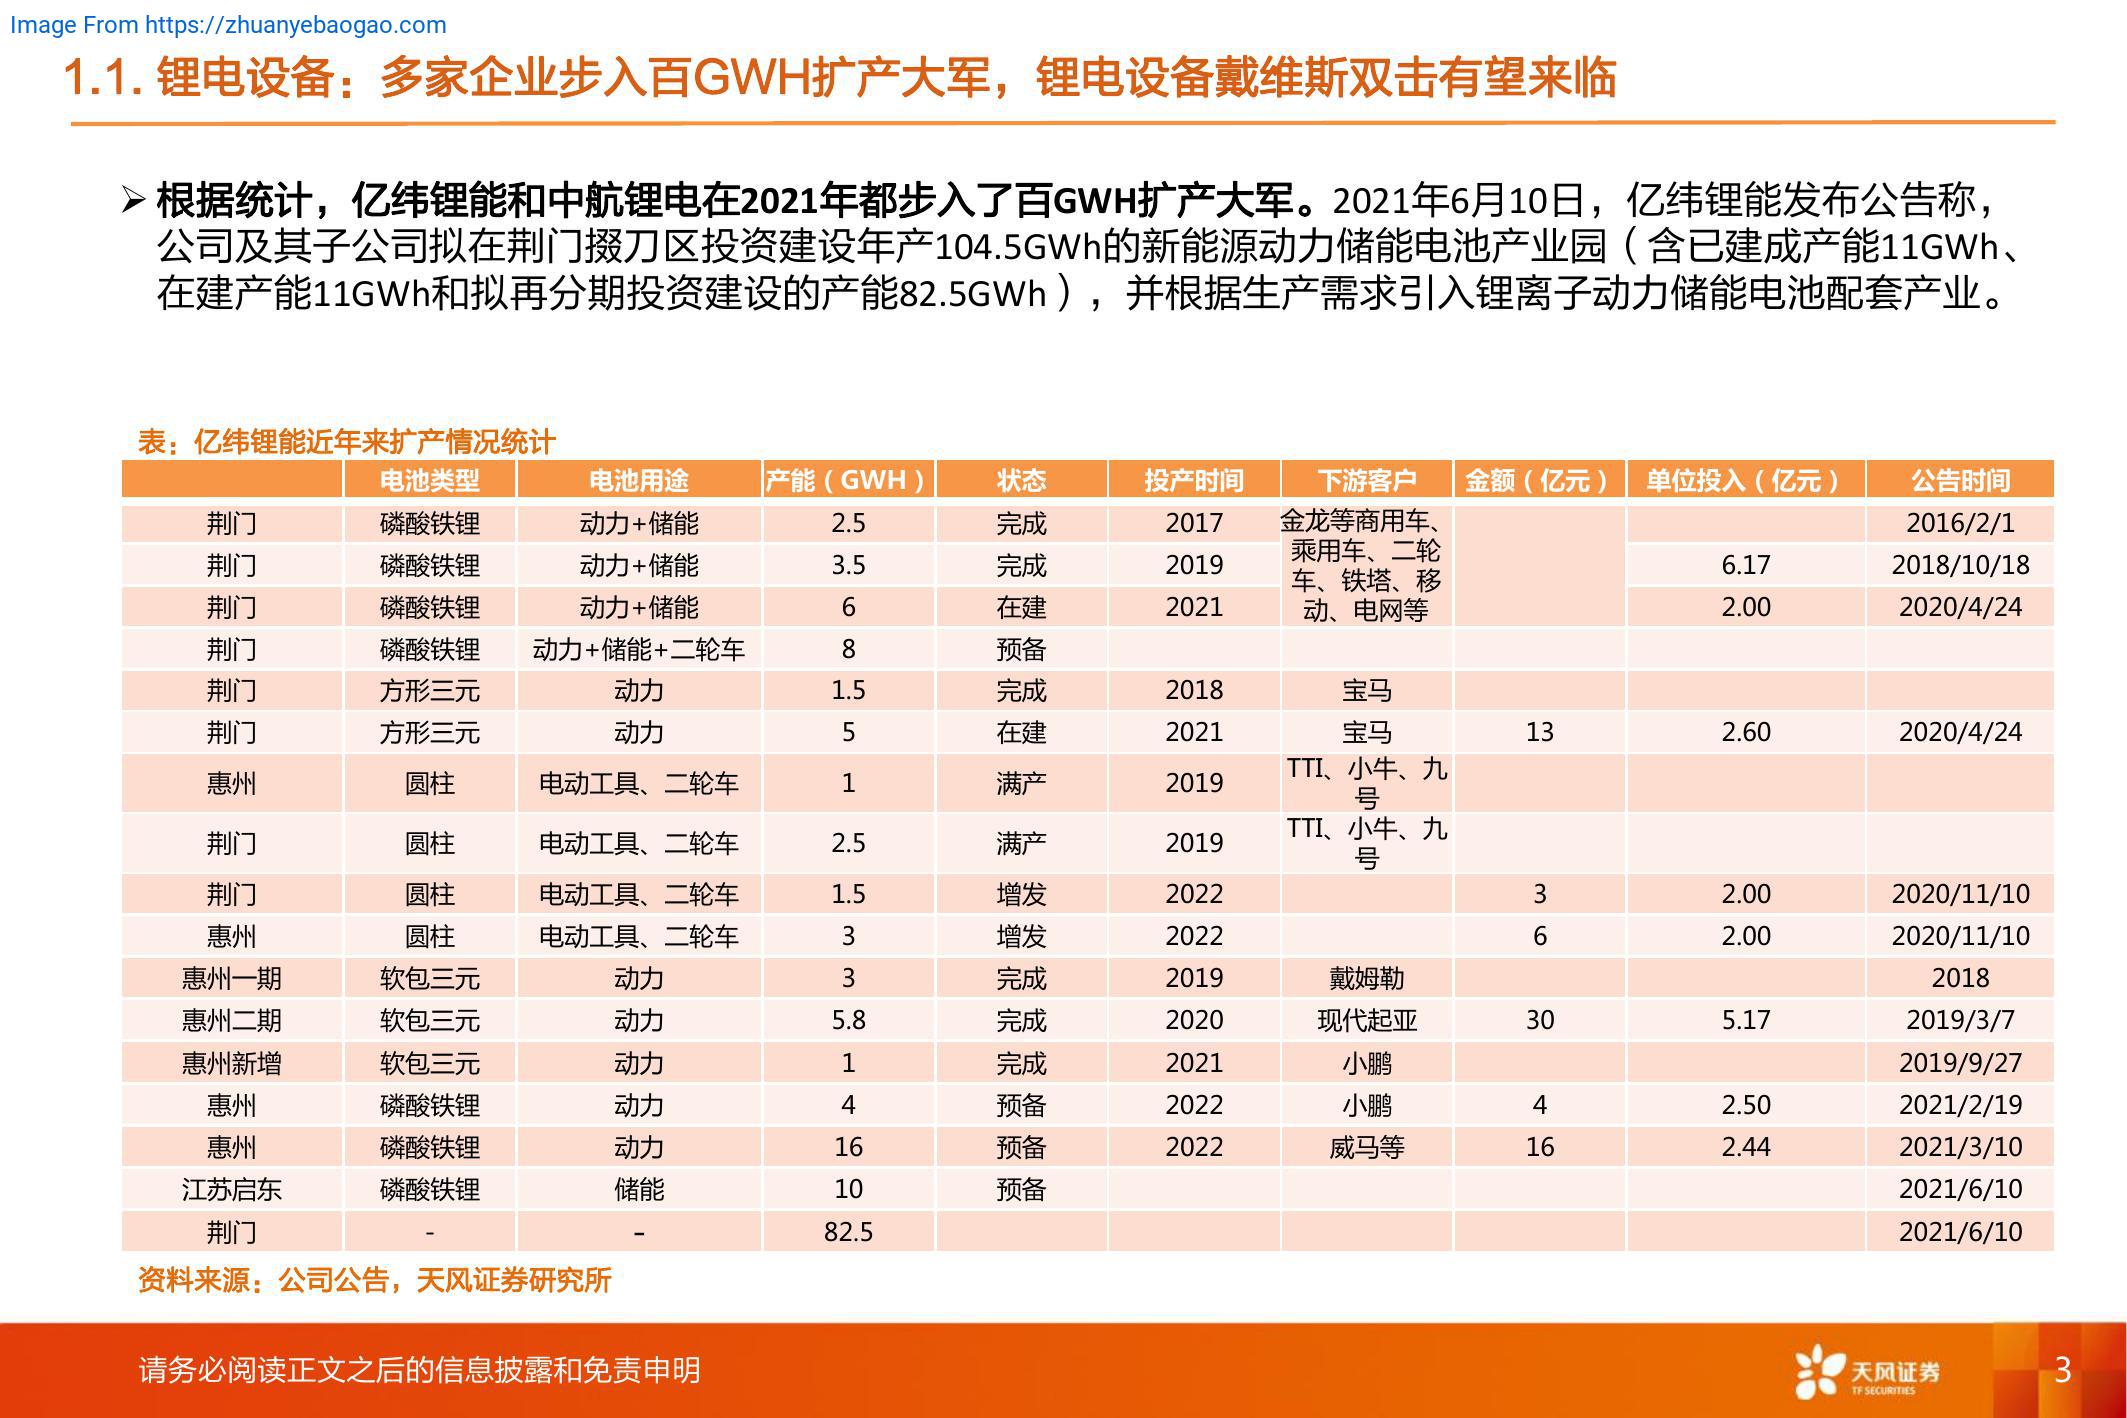 Image From https://zhuanyebaogao.com
1.1. 锂电设备：多家企业步入百GWH扩产大军，锂电设备戴维斯双击有望来临
➢ 根据统计，亿纬锂能和中航锂电在2021年都步入了百GWH扩产大军。2021年6月10日，亿纬锂能发布公告称，
公司及其子公司拟在荆门掇刀区投资建设年产104.5GWh的新能源动力储能电池产业园（含已建成产能11GWh、
在建产能11GWh和拟再分期投资建设的产能82.5GWh），并根据生产需求引入锂离子动力储能电池配套产业。
表：亿纬锂能近年来扩产情况统计
电池类型 电池用途 产能（GWH） 状态 投产时间 下游客户 金额（亿元） 单位投入（亿元） 公告时间
荆门 磷酸铁锂 动力+储能 2.5 完成 2017 2016/2/1
金龙等商用车、
乘用车、二轮
车、铁塔、移
动、电网等
荆门 磷酸铁锂 动力+储能 3.5 完成 2019 6.17 2018/10/18
荆门 磷酸铁锂 动力+储能 6 在建 2021 2.00 2020/4/24
荆门 磷酸铁锂 动力+储能+二轮车 8 预备
荆门 方形三元 动力 1.5 完成 2018 宝马
荆门 方形三元 动力 5 在建 2021 宝马 13 2.60 2020/4/24
惠州 圆柱 电动工具、二轮车 1 满产 2019 TTI、小牛、九
号
荆门 圆柱 电动工具、二轮车 2.5 满产 2019 TTI、小牛、九
号
荆门 圆柱 电动工具、二轮车 1.5 增发 2022 3 2.00 2020/11/10
惠州 圆柱 电动工具、二轮车 3 增发 2022 6 2.00 2020/11/10
惠州一期 软包三元 动力 3 完成 2019 戴姆勒 2018
惠州二期 软包三元 动力 5.8 完成 2020 现代起亚 30 5.17 2019/3/7
惠州新增 软包三元 动力 1 完成 2021 小鹏 2019/9/27
惠州 磷酸铁锂 动力 4 预备 2022 小鹏 4 2.50 2021/2/19
惠州 磷酸铁锂 动力 16 预备 2022 威马等 16 2.44 2021/3/10
江苏启东 磷酸铁锂 储能 10 预备 2021/6/10
荆门 - - 82.5 2021/6/10
资料来源：公司公告，天风证券研究所
请务必阅读正文之后的信息披露和免责申明
天风证券
TF SECURITIES
3